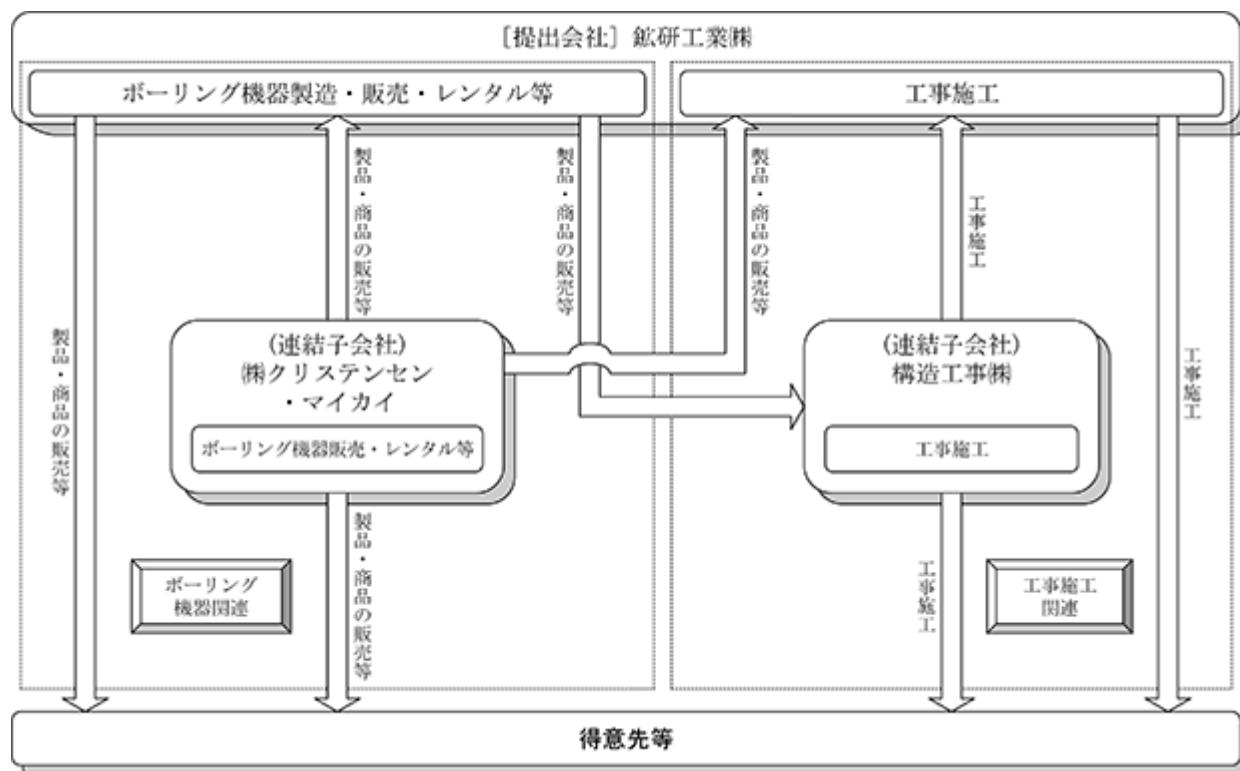 ［提出会社］鉱研工業㈱
ボーリング機器製造・販売・レンタル等
工事施工
製品・商品の販売等
製品・商品の販売等
製品・商品の販売等
製品・商品の販売等
工事施工
工事施工
(連結子会社)
㈱クリステンセン
・マイカイ
ボーリング機器販売・レンタル等
(連結子会社)
構造工事㈱
工事施工
製品・商品の販売等
工事施工
ボーリング
機器関連
工事施工
関連
得意先等